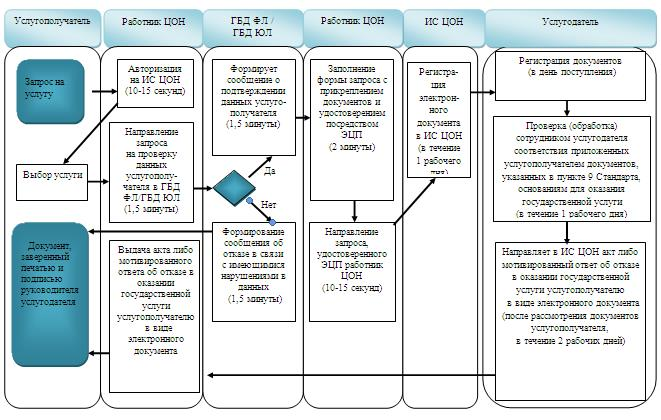 Услугополучатель
Работник ЦОН
ГБД ФЛ /
ГБД ЮЛ
Работник ЦОН
ИС ЦОН
Услугодатель
Запрос на
услугу
Авторизация
на ИС ЦОН
(10-15 секунд)
Формирует
сообщение о
подтверждении
данных услуго-
получателя
(1,5 минуты)
Заполнение
формы запроса с
прикреплением
документов и
удостоверением
посредством
ЭЦП
(2 минуты)
Регистра-
ция
электрон-
ного
документа
в ИС ЦОН
(в течение
1 рабочего
дня)
Регистрация документов
(в день поступления)
Выбор услуги
Направление
запроса
на проверку
данных
услугополу-
чателя в ГБД
ФЛ/ГБД ЮЛ
(1,5 минуты)
Да
Нет
Проверка (обработка)
сотрудником услугодателя
соответствия приложенных
услугополучателем документов,
указанных в пункте 9 Стандарта,
основаниям для оказания
государственной услуги
(в течение 1 рабочего дня)
Документ,
заверенный
печатью и
подписью
руководителя
услугодателя
Выдача акта либо
мотивированного
ответа об отказе в
оказании
государственной
услуги
услугополучателю
в виде
электронного
документа
Формирование
сообщения об
отказе в связи
с имеющимися
нарушениями в
данных
(1,5 минуты)
Направление
запроса,
удостоверенного
ЭЦП работник
ЦОН
(10-15 секунд)
Направляет в ИС ЦОН акт либо
мотивированный ответ об отказе
в оказании государственной
услуги услугополучателю
в виде электронного документа
(после рассмотрения документов
услугополучателя,
в течение 2 рабочих дней)